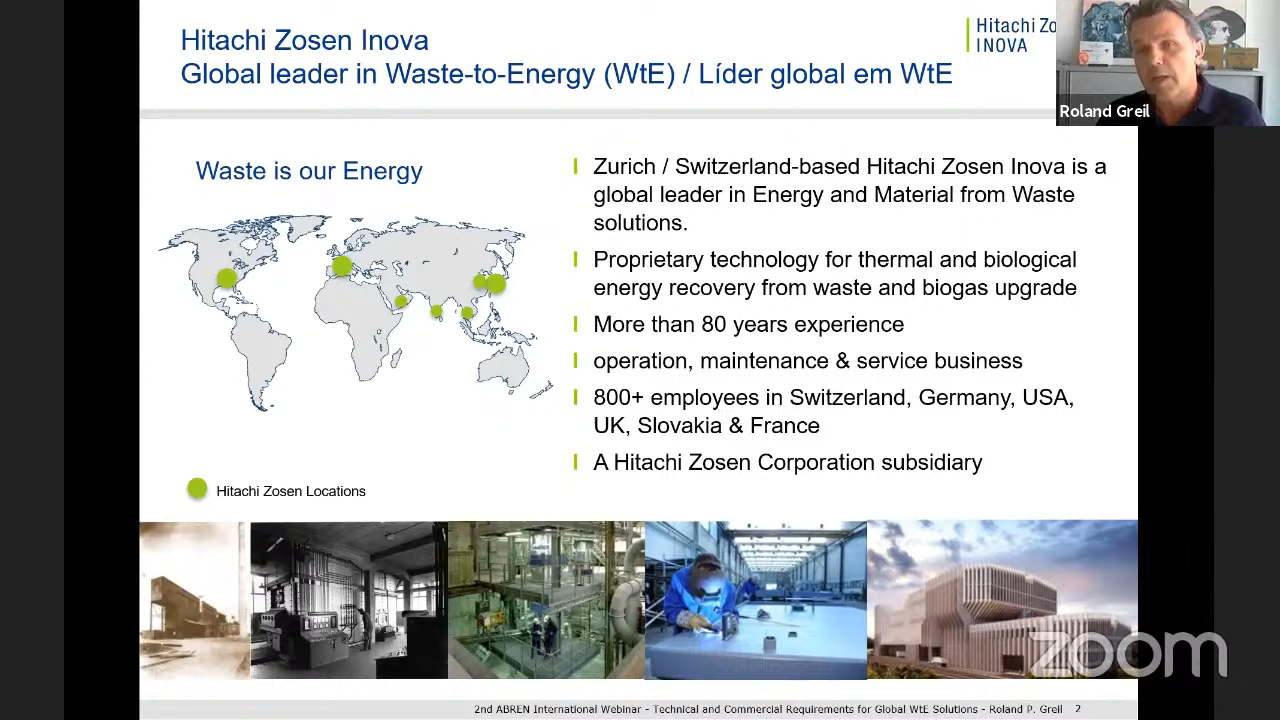 Hitachi Zosen Inova
Global leader in Waste-to-Energy (WtE) / Líder global em WtE
Hitachi Zo
INOVA
Roland Greil
Waste is our Energy
Hitachi Zosen Locations
Zurich / Switzerland-based Hitachi Zosen Inova is a
global leader in Energy and Material from Waste
solutions.
Proprietary technology for thermal and biological
energy recovery from waste and biogas upgrade
More than 80 years experience
operation, maintenance & service business
800+ employees in Switzerland, Germany, USA,
UK, Slovakia & France
A Hitachi Zosen Corporation subsidiary
zoom
2nd ABREN International Webinar - Technical and Commercial Requirements for Global WtE Solutions - Roland P. Greil 2